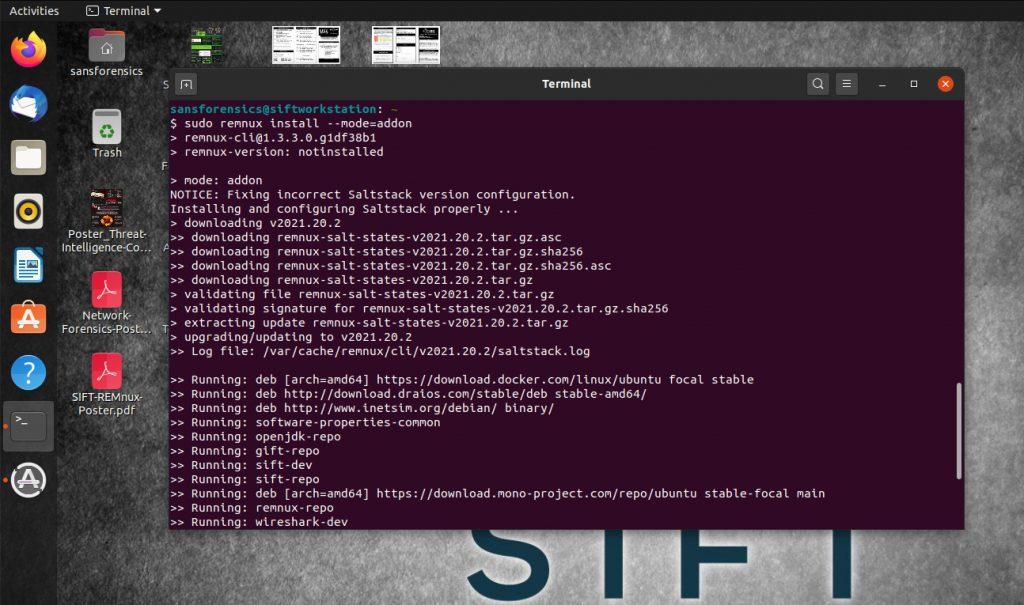 Activities
Terminal
sansforensics
Trash
Poster_Threat-
Intelligence-Co...
Network-
Forensics-Post...
SIFT-REMnux-
Poster.pdf
Terminal
sansforensics@siftworkstation: ~
$ sudo remnux install --mode=addon
> remnux-cli@1.3.3.0.g1df38b1
> remnux-version: notinstalled
> mode: addon
NOTICE: Fixing incorrect Saltstack version configuration.
Installing and configuring Saltstack properly ...
> downloading v2021.20.2
>> downloading remnux-salt-states-v2021.20.2.tar.gz.asc
>> downloading remnux-salt-states-v2021.20.2.tar.gz.sha256
>> downloading remnux-salt-states-v2021.20.2.tar.gz.sha256.asc
>> downloading remnux-salt-states-v2021.20.2.tar.gz
> validating file remnux-salt-states-v2021.20.2.tar.gz
> validating signature for remnux-salt-states-v2021.20.2.tar.gz.sha256
> extracting update remnux-salt-states-v2021.20.2.tar.gz
> upgrading/updating to v2021.20.2
>> Log file: /var/cache/remnux/cli/v2021.20.2/saltstack.log
>> Running: deb [arch=amd64] https://download.docker.com/linux/ubuntu focal stable
>> Running: deb http://download.draios.com/stable/deb stable-amd64/
>> Running: deb http://www.inetsim.org/debian/ binary/
>> Running: software-properties-common
>> Running: openjdk-repo
>> Running: gift-repo
>> Running: sift-dev
>> Running: sift-repo
>> Running: deb [arch=amd64] https://download.mono-project.com/repo/ubuntu stable-focal main
>> Running: remnux-repo
>> Running: wireshark-dev
SIFT